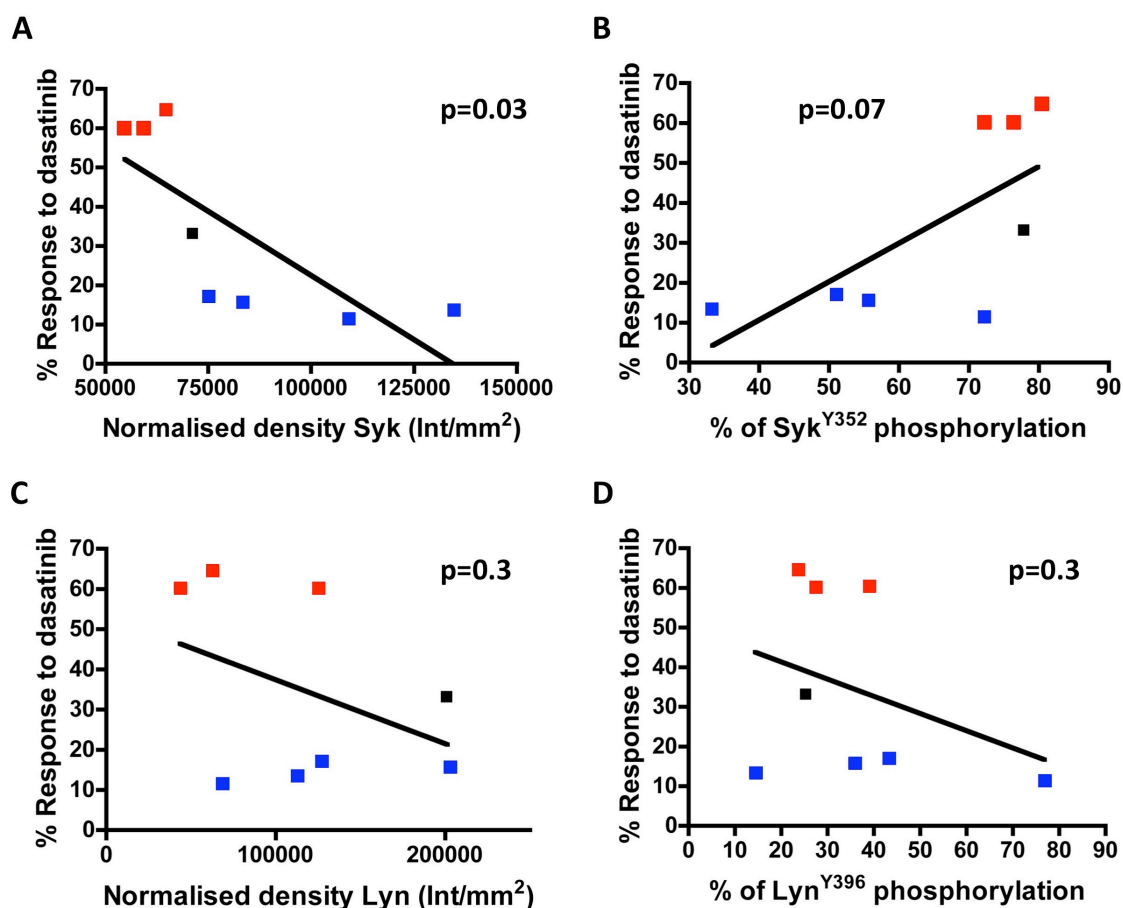 A
% Response to dasatinib
70
60
50
40
30
20
10
0
p=0.03
50000 75000 100000 125000 150000
Normalised density Syk (Int/mm²)
B
% Response to dasatinib
70
60
50
40
30
20
10
0
p=0.07
30 40 50 60 70 80 90
% of Syk^Y352 phosphorylation
C
% Response to dasatinib
70
60
50
40
30
20
10
0
p=0.3
0 100000 200000
Normalised density Lyn (Int/mm²)
D
% Response to dasatinib
70
60
50
40
30
20
10
0
p=0.3
0 10 20 30 40 50 60 70 80 90
% of Lyn^Y396 phosphorylation